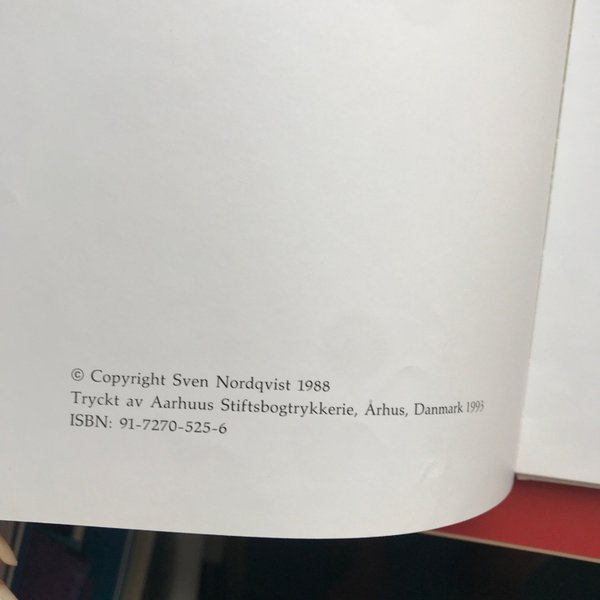 © Copyright Sven Nordqvist 1988
Tryckt av Aarhuus Stiftsbogtrykkerie, Århus, Danmark 1993
ISBN: 91-7270-525-6